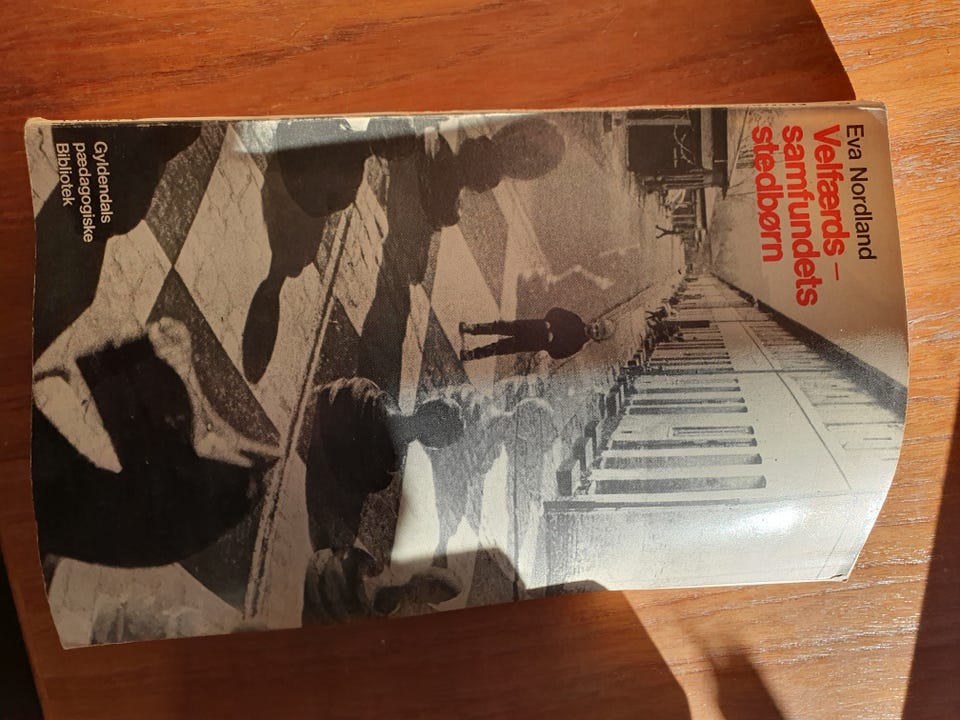 Eva Nordland
Velfærds –
samfundets
stedbørn
Gyldendals
pædagogiske
Bibliotek